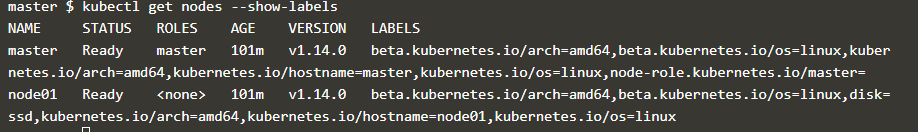 master $ kubectl get nodes --show-labels
NAME     STATUS   ROLES    AGE    VERSION   LABELS
master   Ready    master   101m   v1.14.0   beta.kubernetes.io/arch=amd64,beta.kubernetes.io/os=linux,kuber
netes.io/arch=amd64,kubernetes.io/hostname=master,kubernetes.io/os=linux,node-role.kubernetes.io/master=
node01   Ready    <none>   101m   v1.14.0   beta.kubernetes.io/arch=amd64,beta.kubernetes.io/os=linux,disk=
ssd,kubernetes.io/arch=amd64,kubernetes.io/hostname=node01,kubernetes.io/os=linux